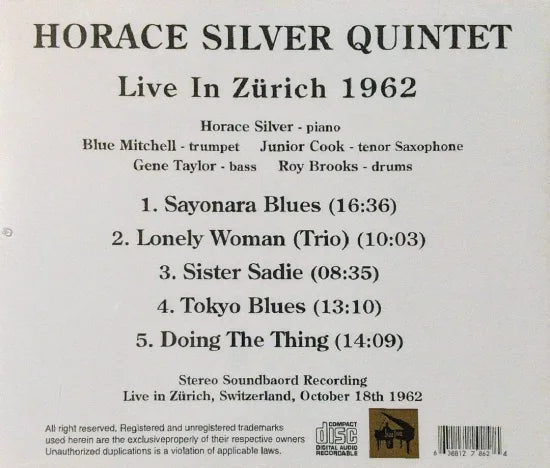 HORACE SILVER QUINTET
Live In Zürich 1962
Horace Silver - piano
Blue Mitchell - trumpet Junior Cook - tenor Saxophone
Gene Taylor - bass Roy Brooks - drums
1. Sayonara Blues (16:36)
2. Lonely Woman (Trio) (10:03)
3. Sister Sadie (08:35)
4. Tokyo Blues (13:10)
5. Doing The Thing (14:09)
Stereo Soundbaord Recording
Live in Zürich, Switzerland, October 18th 1962
All right reserved. Registered and unregistered trademarks
used herein are the exclusiveproperly of their respective owners
Unauthorized duplications is a violation of applicable laws.
COMPACT
disc
DIGITAL AUDIO
RECORDABLE